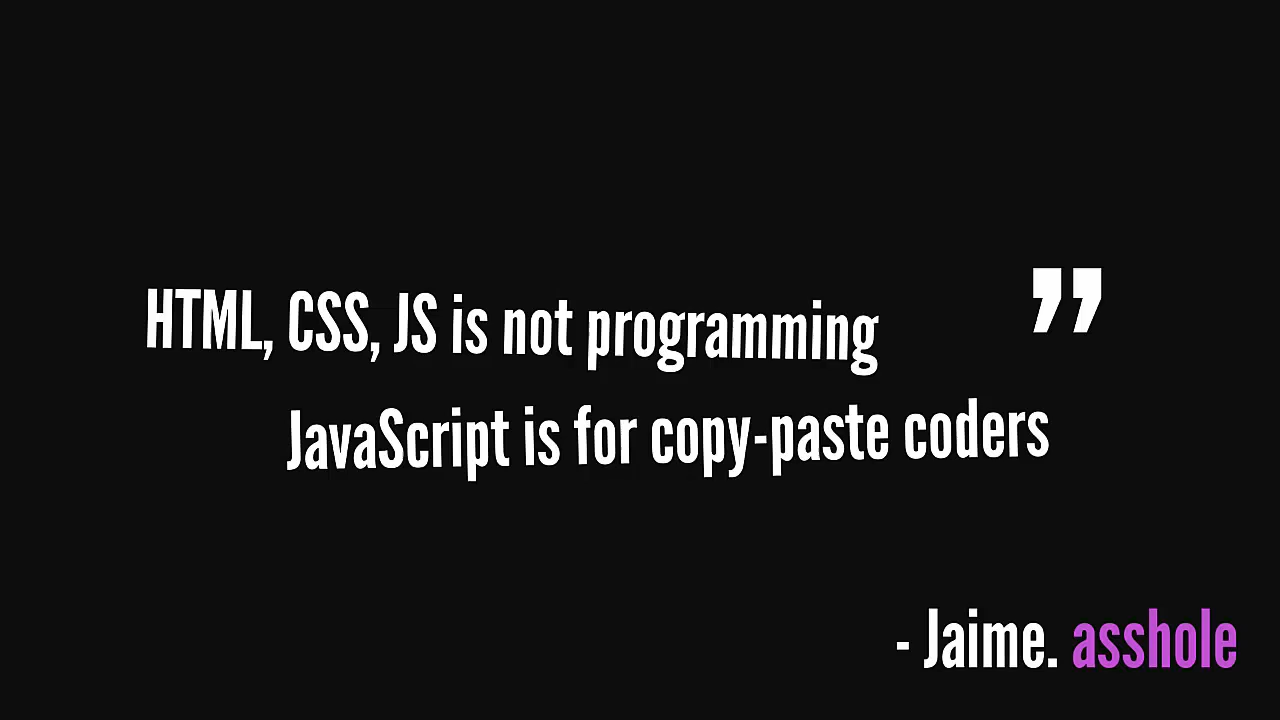 HTML, CSS, JS is not programming ”
JavaScript is for copy-paste coders
- Jaime. asshole